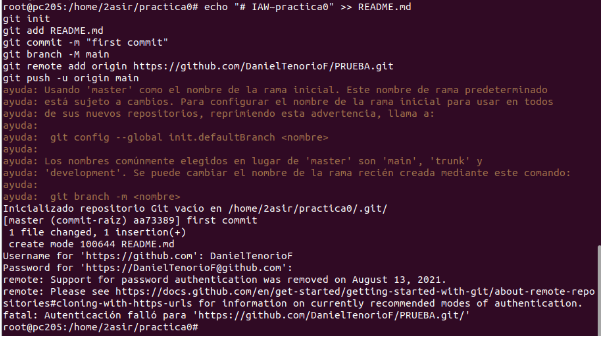 root@pc205:/home/2asir/practica0# echo "# IAW-practica0" >> README.md
git init
git add README.md
git commit -m "first commit"
git branch -M main
git remote add origin https://github.com/DanielTenorioF/PRUEBA.git
git push -u origin main
ayuda: Usando 'master' como el nombre de la rama inicial. Este nombre de rama predeterminado
ayuda: está sujeto a cambios. Para configurar el nombre de la rama inicial para usar en todos
ayuda: de sus nuevos repositorios, reprimiendo esta advertencia, llama a:
ayuda:
ayuda:  git config --global init.defaultBranch <nombre>
ayuda:
ayuda: Los nombres comúnmente elegidos en lugar de 'master' son 'main', 'trunk' y
ayuda: 'development'. Se puede cambiar el nombre de la rama recién creada mediante este comando:
ayuda:
ayuda:  git branch -m <nombre>
Inicializado repositorio Git vacío en /home/2asir/practica0/.git/
[master (commit-raíz) aa73389] first commit
 1 file changed, 1 insertion(+)
 create mode 100644 README.md
Username for 'https://github.com': DanielTenorioF
Password for 'https://DanielTenorioF@github.com':
remote: Support for password authentication was removed on August 13, 2021.
remote: Please see https://docs.github.com/en/get-started/getting-started-with-git/about-remote-repo
sitories#cloning-with-https-urls for information on currently recommended modes of authentication.
fatal: Autenticación falló para 'https://github.com/DanielTenorioF/PRUEBA.git/'
root@pc205:/home/2asir/practica0#